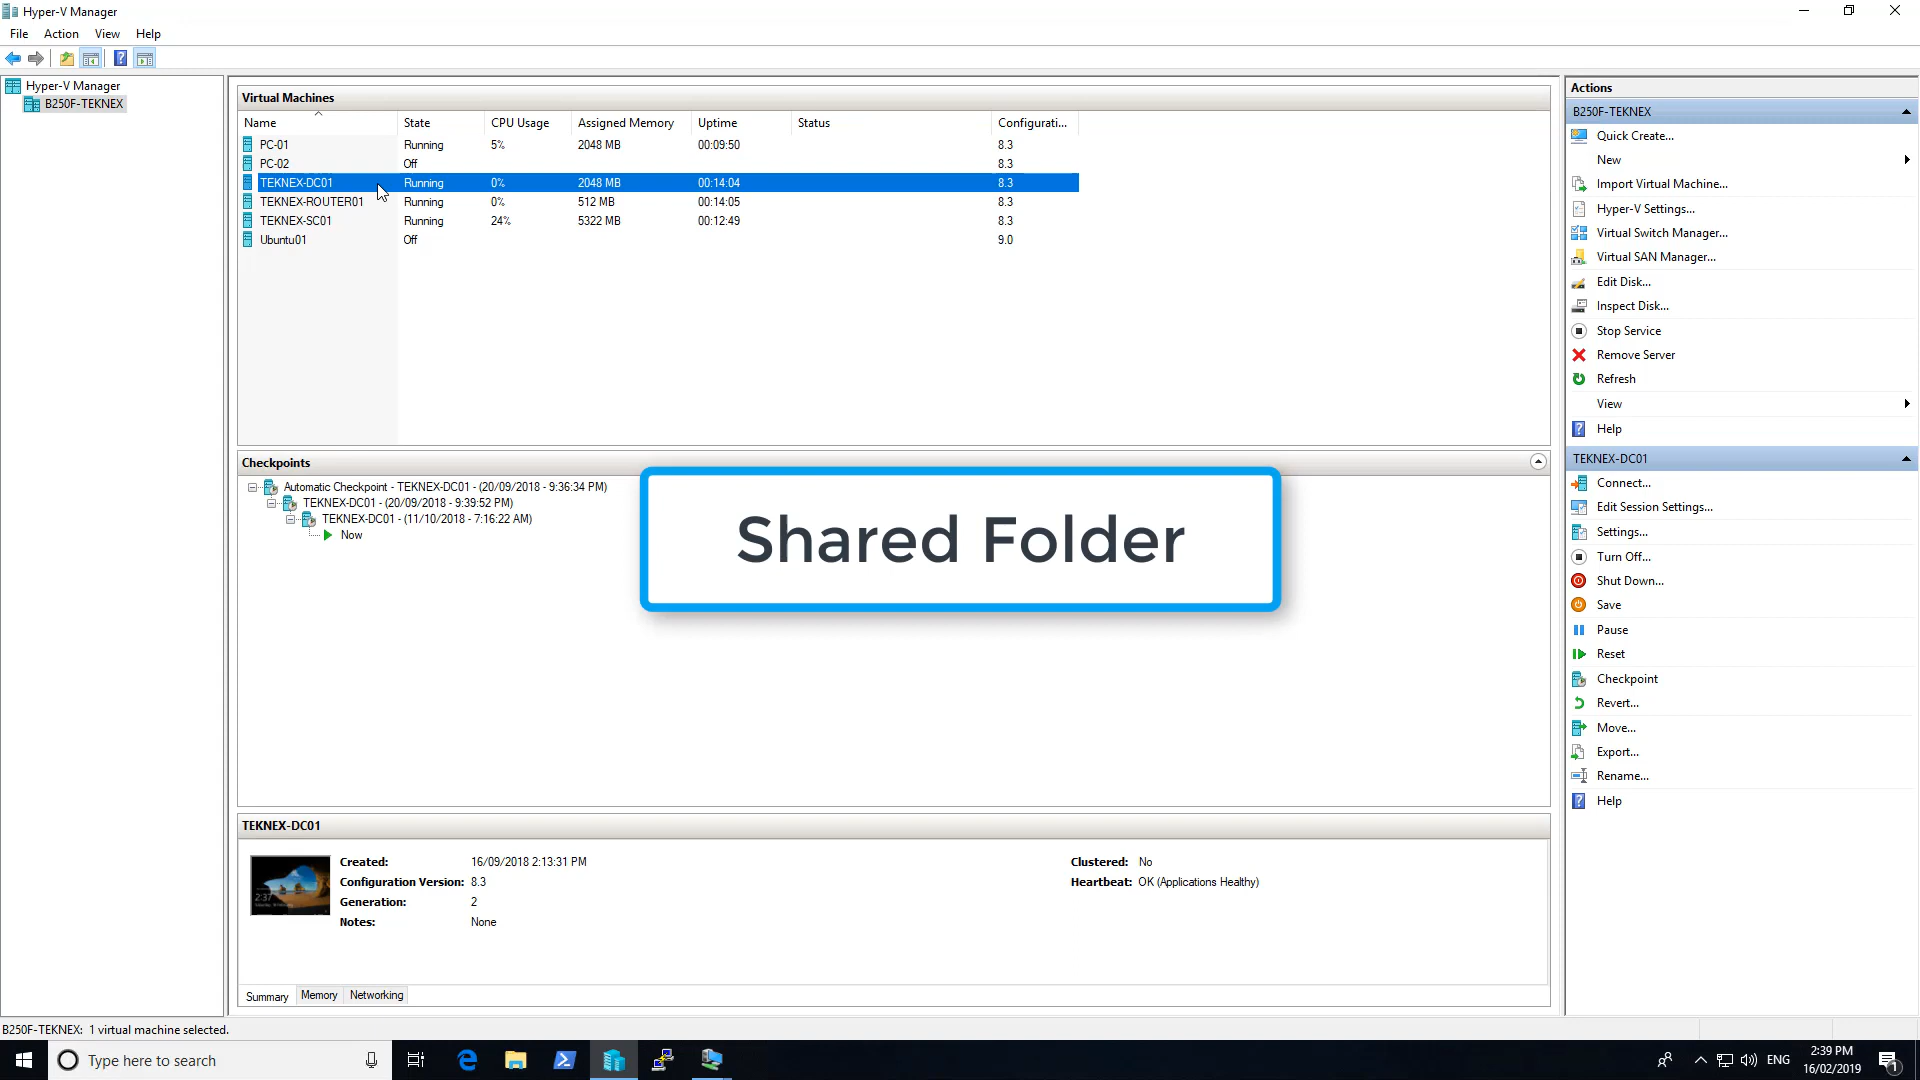 Hyper-V Manager
File Action View Help
Hyper-V Manager
B250F-TEKNEX
Virtual Machines
Name State CPU Usage Assigned Memory Uptime Status Configurati...
PC-01 Running 5% 2048 MB 00:09:50 8.3
PC-02 Off 8.3
TEKNEX-DC01 Running 0% 2048 MB 00:14:04 8.3
TEKNEX-ROUTER01 Running 0% 512 MB 00:14:05 8.3
TEKNEX-SC01 Running 24% 5322 MB 00:12:49 8.3
Ubuntu01 Off 9.0
Checkpoints
Automatic Checkpoint - TEKNEX-DC01 - (20/09/2018 - 9:36:34 PM)
TEKNEX-DC01 - (20/09/2018 - 9:39:52 PM)
TEKNEX-DC01 - (11/10/2018 - 7:16:22 AM)
Now
Shared Folder
TEKNEX-DC01
Created: 16/09/2018 2:13:31 PM Clustered: No
Configuration Version: 8.3 Heartbeat: OK (Applications Healthy)
Generation: 2
Notes: None
2:37
Summary Memory Networking
Actions
B250F-TEKNEX
Quick Create...
New
Import Virtual Machine...
Hyper-V Settings...
Virtual Switch Manager...
Virtual SAN Manager...
Edit Disk...
Inspect Disk...
Stop Service
Remove Server
Refresh
View
Help
TEKNEX-DC01
Connect...
Edit Session Settings...
Settings...
Turn Off...
Shut Down...
Save
Pause
Reset
Checkpoint
Revert...
Move...
Export...
Rename...
Help
B250F-TEKNEX: 1 virtual machine selected.
Type here to search
ENG
2:39 PM
16/02/2019
1